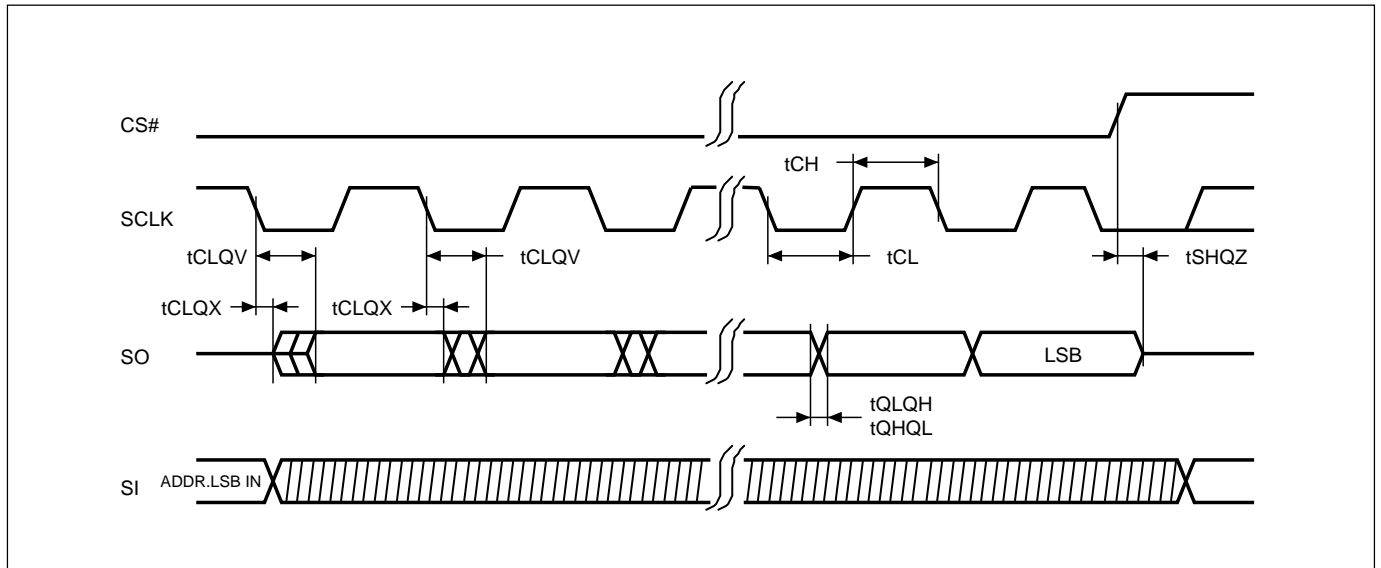 CS#
tCH
SCLK
tCLQV
tCLQV
tCL
tSHQZ
tCLQX
tCLQX
SO
LSB
tQLQH
tQHQL
SI
ADDR.LSB IN